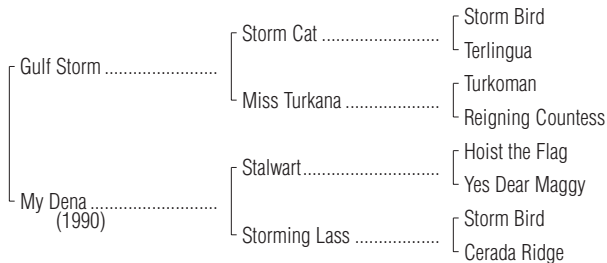 Storm Bird
Storm Cat ........................
Terlingua
Gulf Storm .......................
Turkoman
Miss Turkana ...................
Reigning Countess
Hoist the Flag
Stalwart............................
Yes Dear Maggy
My Dena ..........................
(1990)
Storm Bird
Storming Lass .................
Cerada Ridge